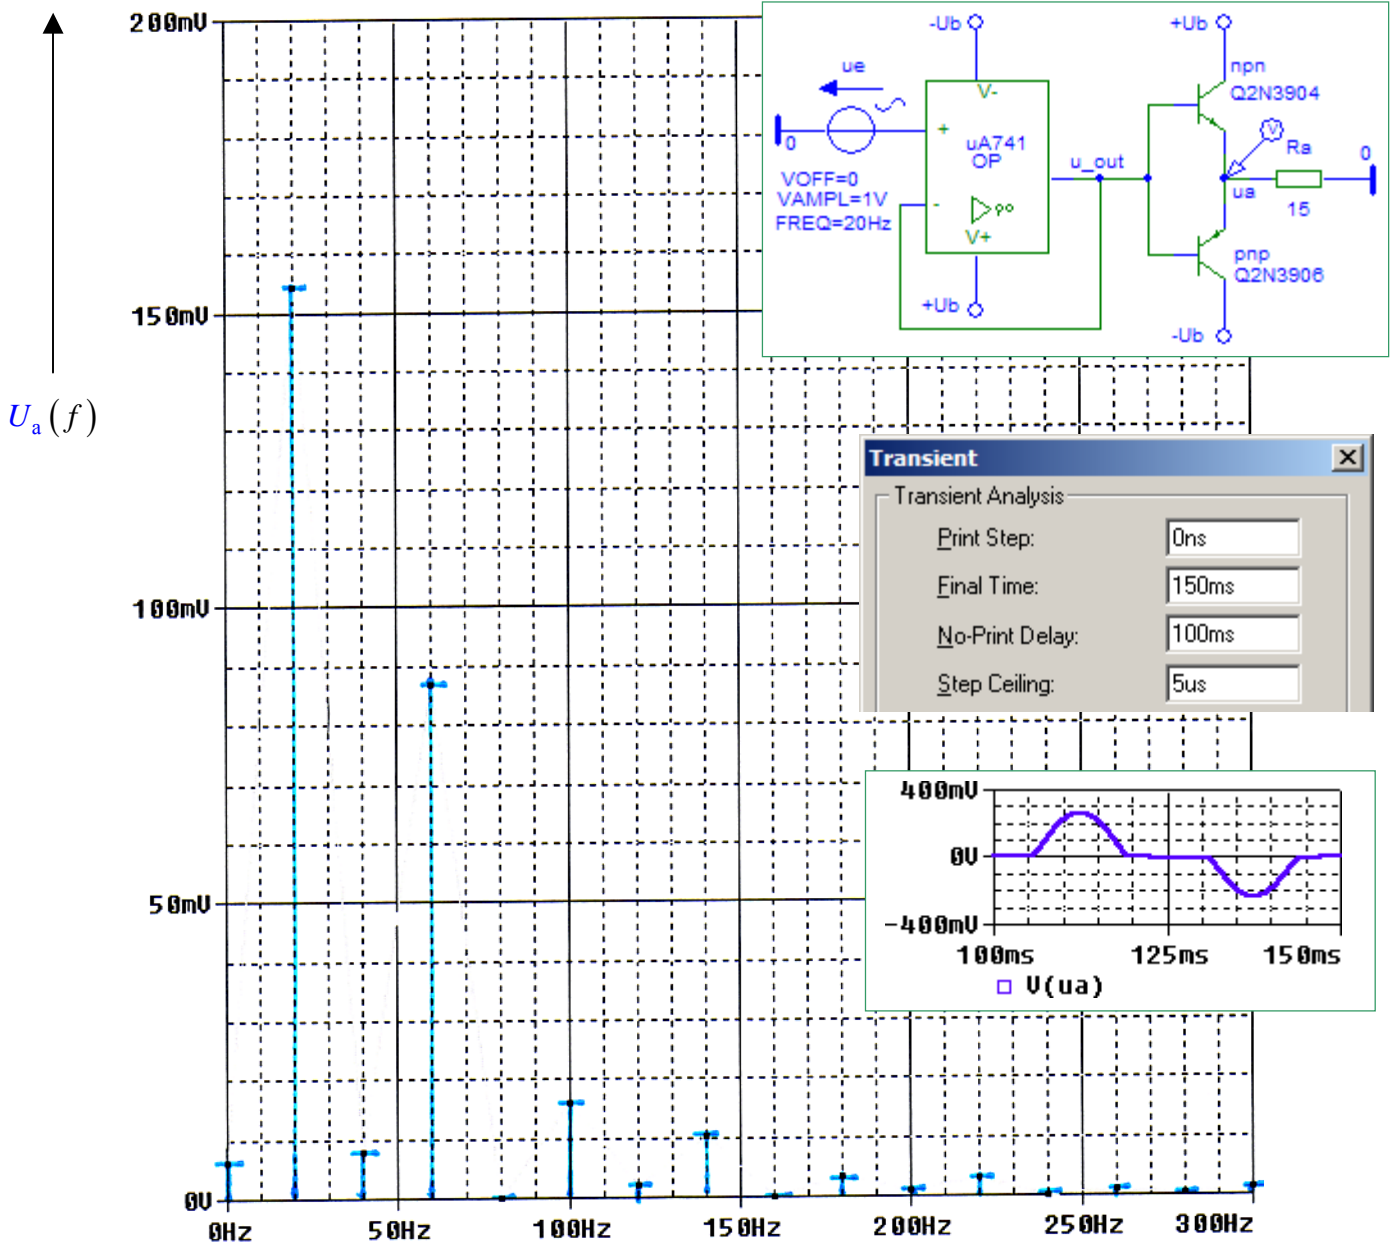 200mV
150mV
100mV
50mV
0V
0Hz 50Hz 100Hz 150Hz 200Hz 250Hz 300Hz
Ua(f)
-Ub
+Ub
ue
V-
+
uA741
OP
-
V+
0
VOFF=0
VAMPL=1V
FREQ=20Hz
+Ub
u_out
npn
Q2N3904
V
Ra
0
ua
15
pnp
Q2N3906
-Ub
Transient
Transient Analysis
Print Step: 0ns
Final Time: 150ms
No-Print Delay: 100ms
Step Ceiling: 5us
400mV
0V
-400mV
100ms 125ms 150ms
V(ua)